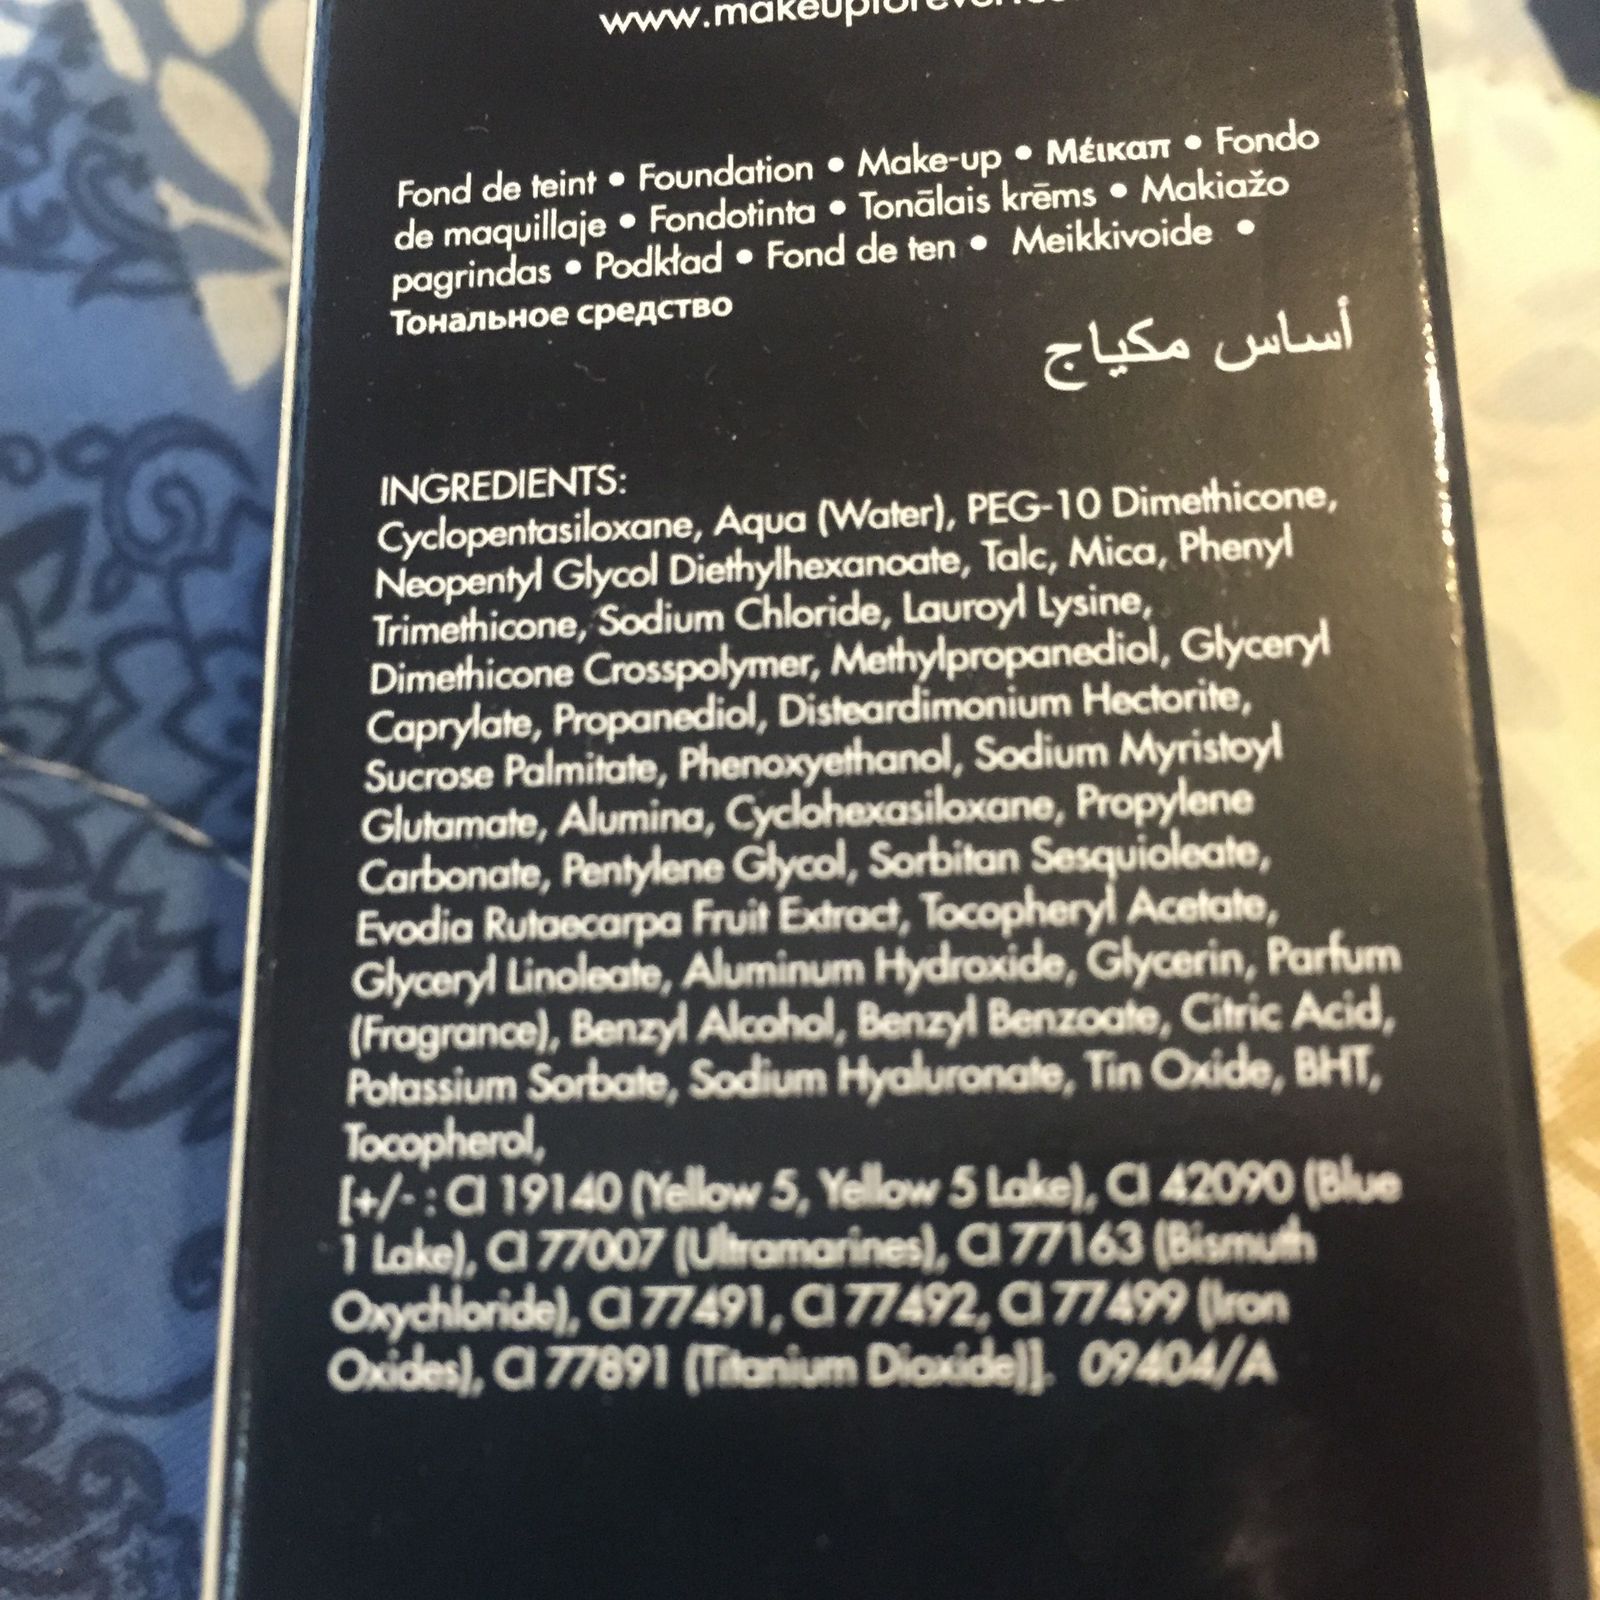 www.makeupforever.co
Fond de teint • Foundation • Make-up • Μέικαπ • Fondo
de maquillaje • Fondotinta • Tonālais krēms • Makiažo
pagrindas • Podkład • Fond de ten • Meikkivoide •
Тональное средство
أساس مكياج
INGREDIENTS:
Cyclopentasiloxane, Aqua (Water), PEG-10 Dimethicone,
Neopentyl Glycol Diethylhexanoate, Talc, Mica, Phenyl
Trimethicone, Sodium Chloride, Lauroyl Lysine,
Dimethicone Crosspolymer, Methylpropanediol, Glyceryl
Caprylate, Propanediol, Disteardimonium Hectorite,
Sucrose Palmitate, Phenoxyethanol, Sodium Myristoyl
Glutamate, Alumina, Cyclohexasiloxane, Propylene
Carbonate, Pentylene Glycol, Sorbitan Sesquioleate,
Evodia Rutaecarpa Fruit Extract, Tocopheryl Acetate,
Glyceryl Linoleate, Aluminum Hydroxide, Glycerin, Parfum
(Fragrance), Benzyl Alcohol, Benzyl Benzoate, Citric Acid,
Potassium Sorbate, Sodium Hyaluronate, Tin Oxide, BHT,
Tocopherol,
[+/- : CI 19140 (Yellow 5, Yellow 5 Lake), CI 42090 (Blue
1 Lake), CI 77007 (Ultramarines), CI 77163 (Bismuth
Oxychloride), CI 77491, CI 77492, CI 77499 (Iron
Oxides), CI 77891 (Titanium Dioxide)]. 09404/A